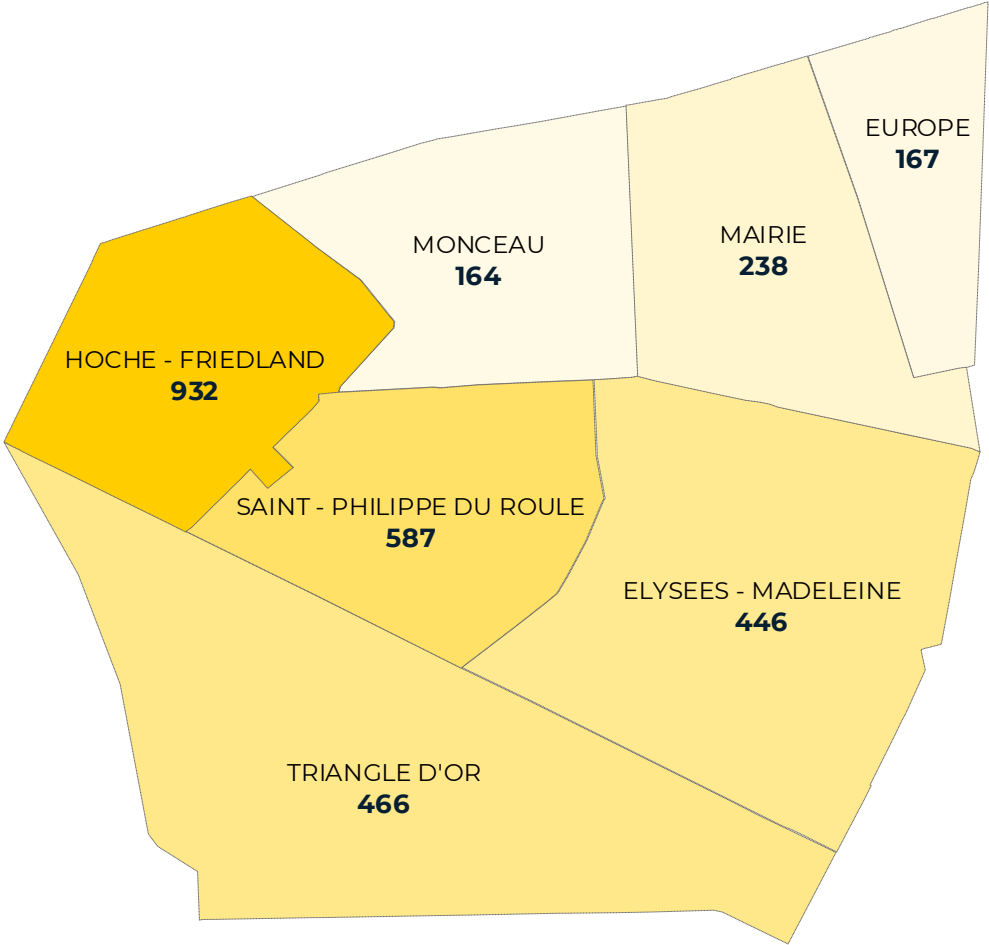 EUROPE
167
MAIRIE
238
MONCEAU
164
HOCHE - FRIEDLAND
932
SAINT - PHILIPPE DU ROULE
587
ELYSEES - MADELEINE
446
TRIANGLE D'OR
466